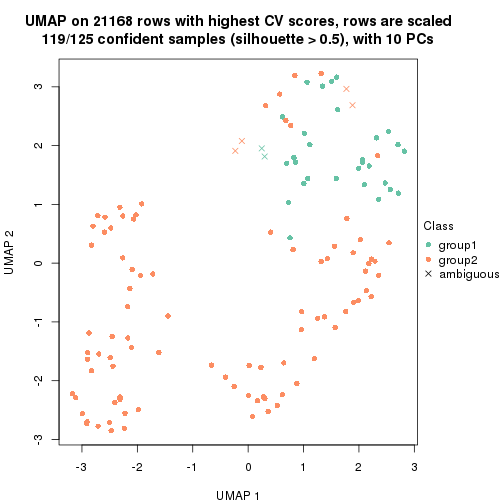 UMAP on 21168 rows with highest CV scores, rows are scaled
119/125 confident samples (silhouette > 0.5), with 10 PCs
3
2
1
0
-1
-2
-3
UMAP 2
-3
-2
-1
0
1
2
3
UMAP 1
Class
group1
group2
ambiguous